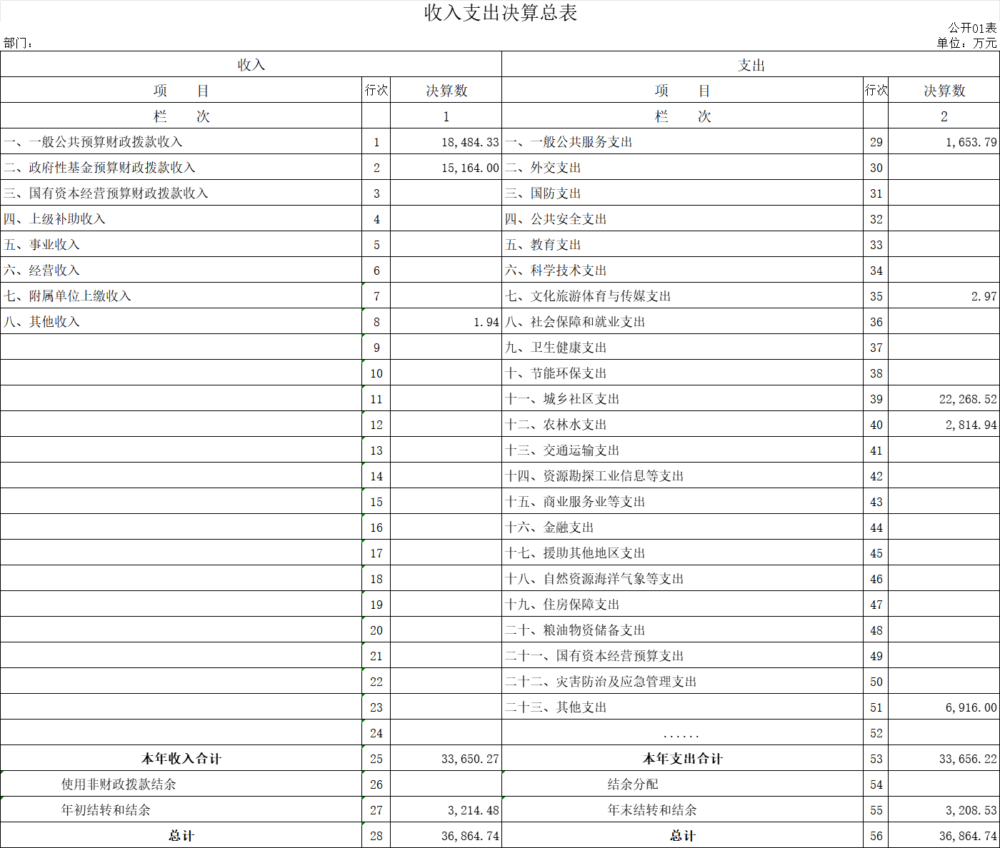 收入支出决算总表
公开01表
部门： 单位：万元
收入 支出
项 目 行次 决算数 项 目 行次 决算数
栏 次 1 栏 次 2
一、一般公共预算财政拨款收入 1 18,484.33 一、一般公共服务支出 29 1,653.79
二、政府性基金预算财政拨款收入 2 15,164.00 二、外交支出 30
三、国有资本经营预算财政拨款收入 3 三、国防支出 31
四、上级补助收入 4 四、公共安全支出 32
五、事业收入 5 五、教育支出 33
六、经营收入 6 六、科学技术支出 34
七、附属单位上缴收入 7 七、文化旅游体育与传媒支出 35 2.97
八、其他收入 8 1.94 八、社会保障和就业支出 36
9 九、卫生健康支出 37
10 十、节能环保支出 38
11 十一、城乡社区支出 39 22,268.52
12 十二、农林水支出 40 2,814.94
13 十三、交通运输支出 41
14 十四、资源勘探工业信息等支出 42
15 十五、商业服务业等支出 43
16 十六、金融支出 44
17 十七、援助其他地区支出 45
18 十八、自然资源海洋气象等支出 46
19 十九、住房保障支出 47
20 二十、粮油物资储备支出 48
21 二十一、国有资本经营预算支出 49
22 二十二、灾害防治及应急管理支出 50
23 二十三、其他支出 51 6,916.00
24 ...... 52
本年收入合计 25 33,650.27 本年支出合计 53 33,656.22
使用非财政拨款结余 26 结余分配 54
年初结转和结余 27 3,214.48 年末结转和结余 55 3,208.53
总计 28 36,864.74 总计 56 36,864.74